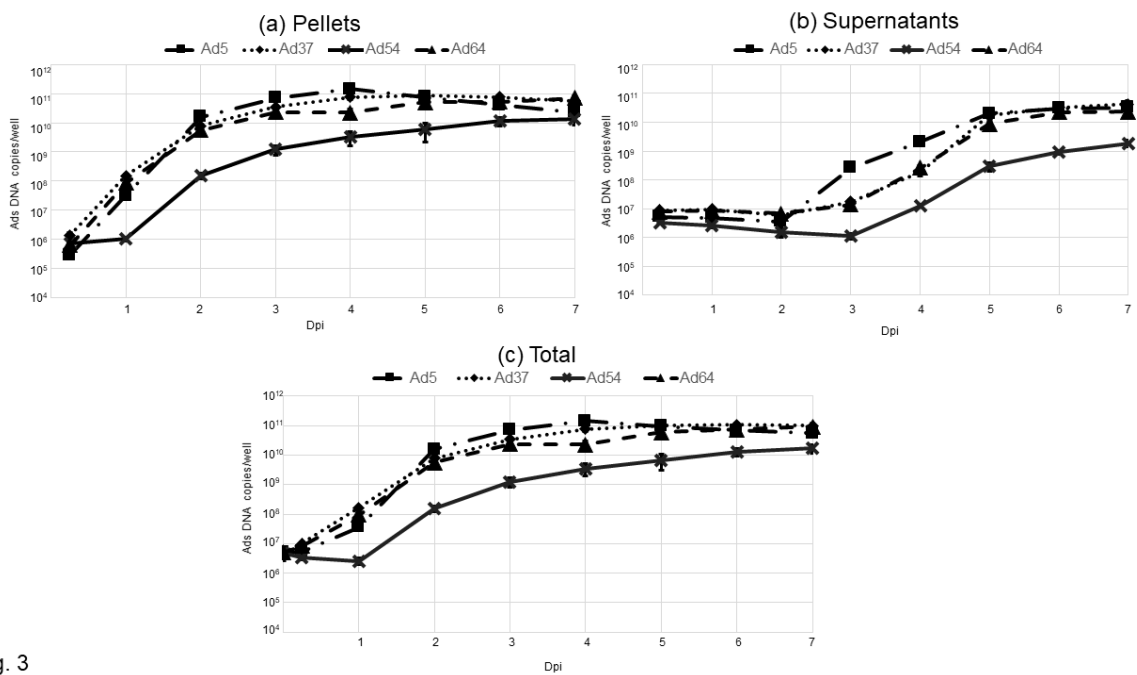 (a) Pellets
Ad5 Ad37 Ad54 Ad64
10¹²
10¹¹
10¹⁰
10⁹
10⁸
10⁷
10⁶
10⁵
10⁴
Ads DNA copies/well
1 2 3 4 5 6 7
Dpi
(b) Supernatants
Ad5 Ad37 Ad54 Ad64
10¹²
10¹¹
10¹⁰
10⁹
10⁸
10⁷
10⁶
10⁵
10⁴
Ads DNA copies/well
1 2 3 4 5 6 7
Dpi
(c) Total
Ad5 Ad37 Ad54 Ad64
10¹²
10¹¹
10¹⁰
10⁹
10⁸
10⁷
10⁶
10⁵
10⁴
Ads DNA copies/well
1 2 3 4 5 6 7
Dpi
g. 3